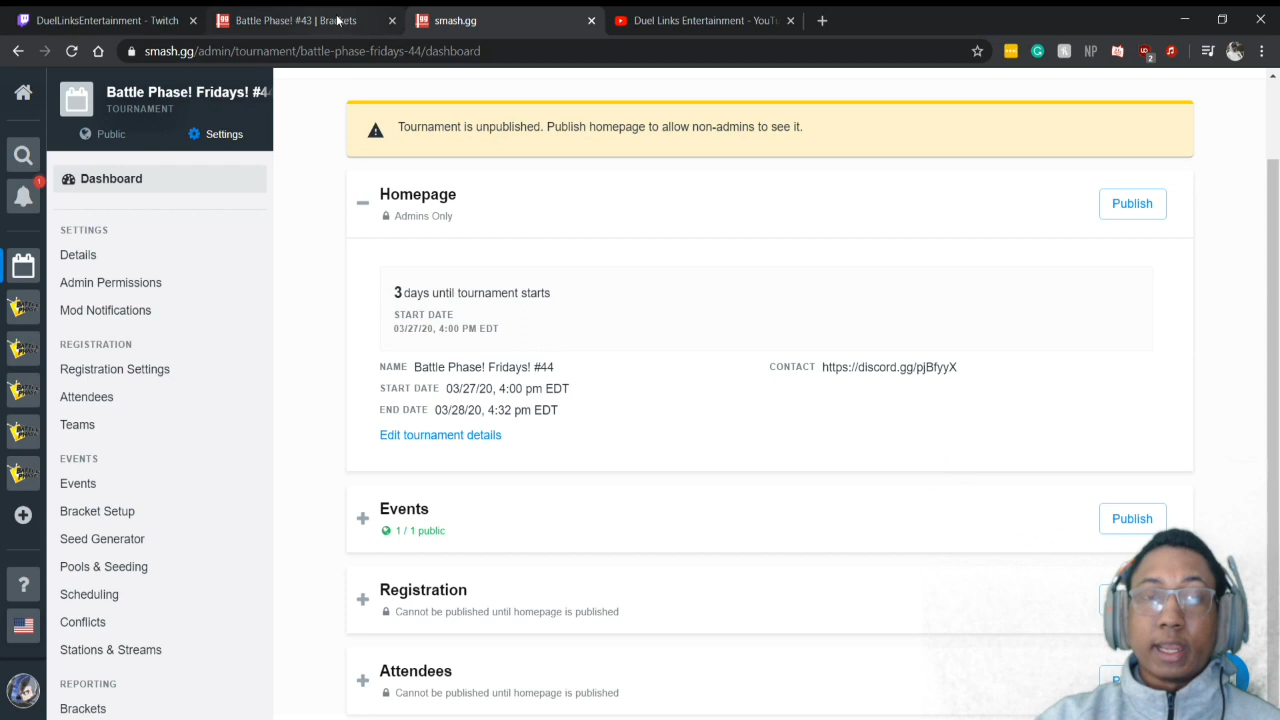 DuelLinksEntertainment - Twitch
Battle Phase! #43 | Brackets
smash.gg
Duel Links Entertainment - YouTu
smash.gg/admin/tournament/battle-phase-fridays-44/dashboard
NP
2
Battle Phase! Fridays! #4
TOURNAMENT
Public
Settings
1
Dashboard
SETTINGS
Details
Admin Permissions
Mod Notifications
REGISTRATION
Registration Settings
Attendees
Teams
EVENTS
Events
Bracket Setup
Seed Generator
Pools & Seeding
Scheduling
Conflicts
Stations & Streams
REPORTING
Brackets
Tournament is unpublished. Publish homepage to allow non-admins to see it.
Homepage
Admins Only
Publish
3 days until tournament starts
START DATE
03/27/20, 4:00 PM EDT
NAME Battle Phase! Fridays! #44
CONTACT https://discord.gg/pjBfyyX
START DATE 03/27/20, 4:00 pm EDT
END DATE 03/28/20, 4:32 pm EDT
Edit tournament details
Events
1 / 1 public
Publish
Registration
Cannot be published until homepage is published
Attendees
Cannot be published until homepage is published